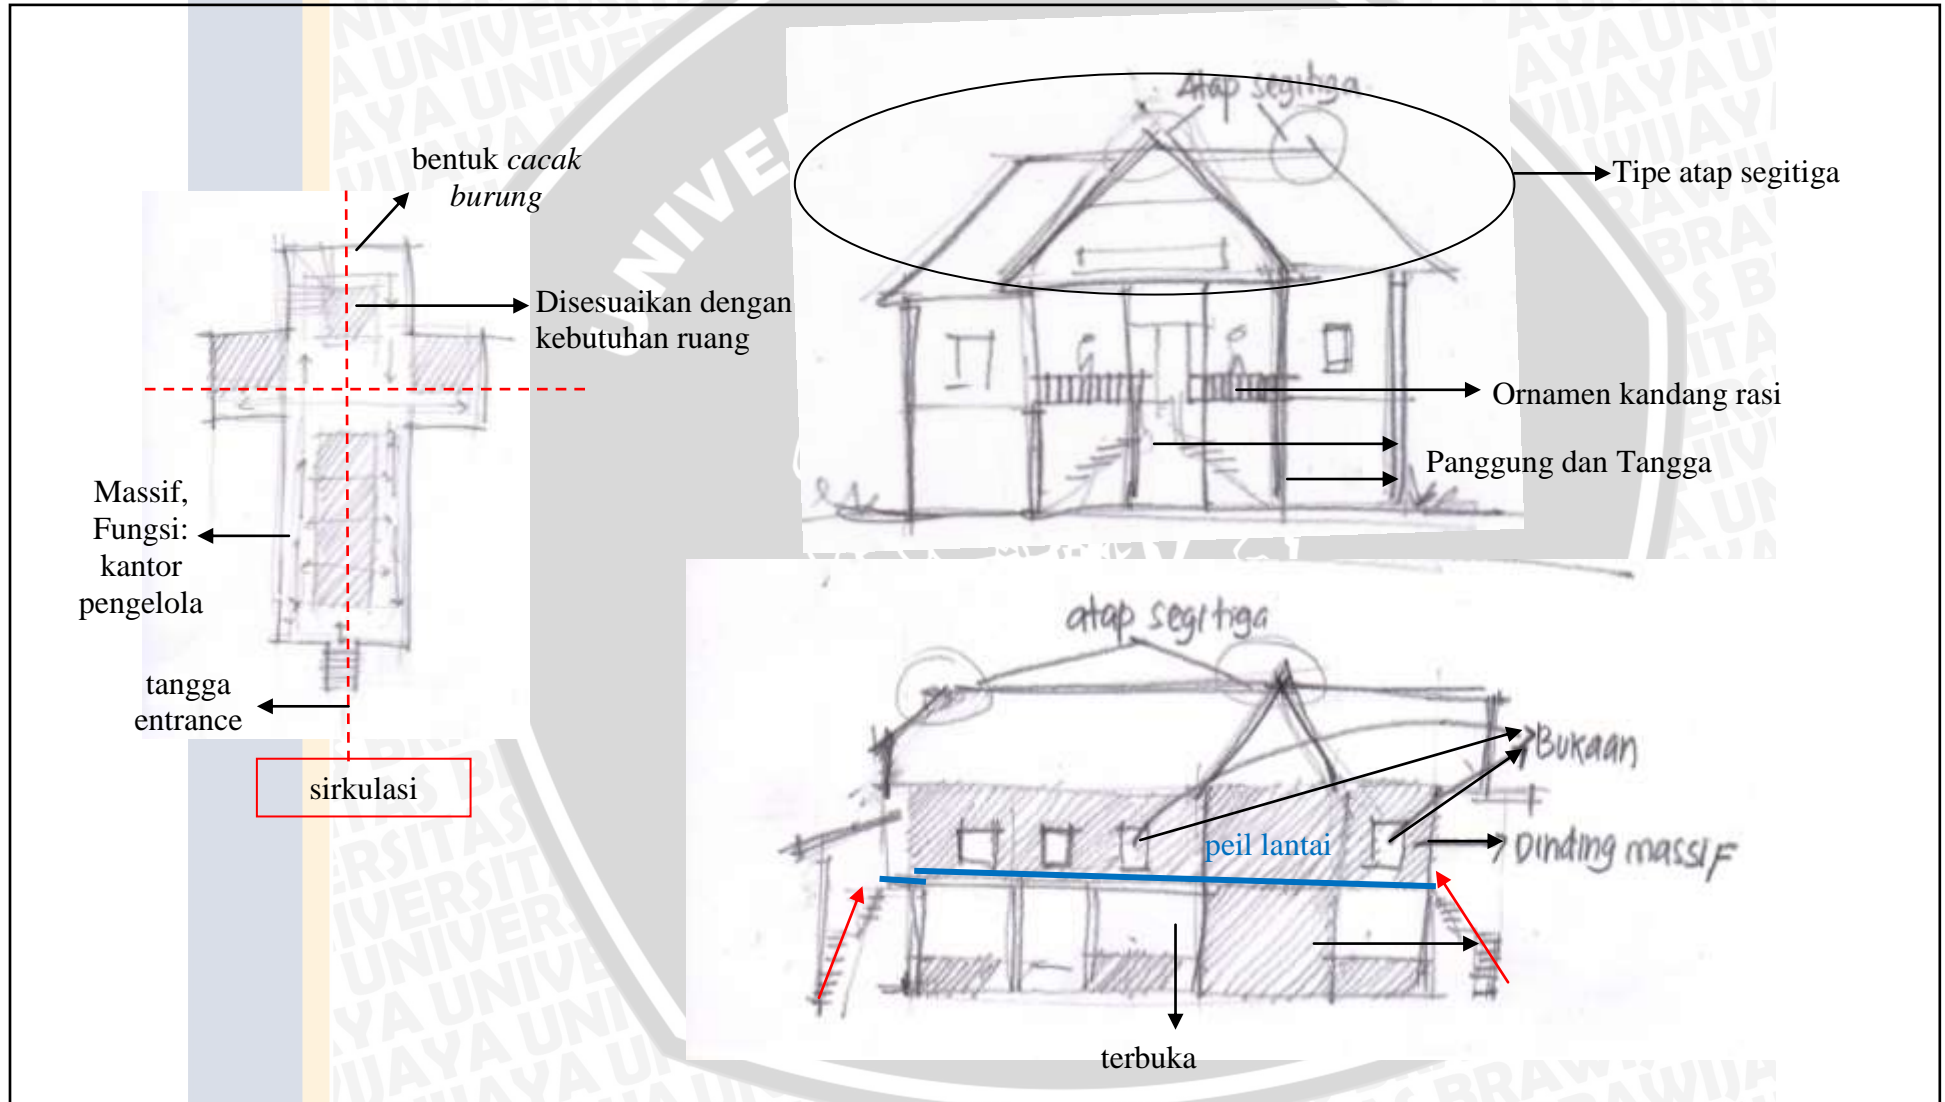 bentuk cacak
burung
Disesuaikan dengan
kebutuhan ruang
Massif,
Fungsi:
kantor
pengelola
tangga
entrance
sirkulasi
Atap segitiga
Tipe atap segitiga
Ornamen kandang rasi
Panggung dan Tangga
atap segitiga
Bukaan
peil lantai
Dinding massif
terbuka